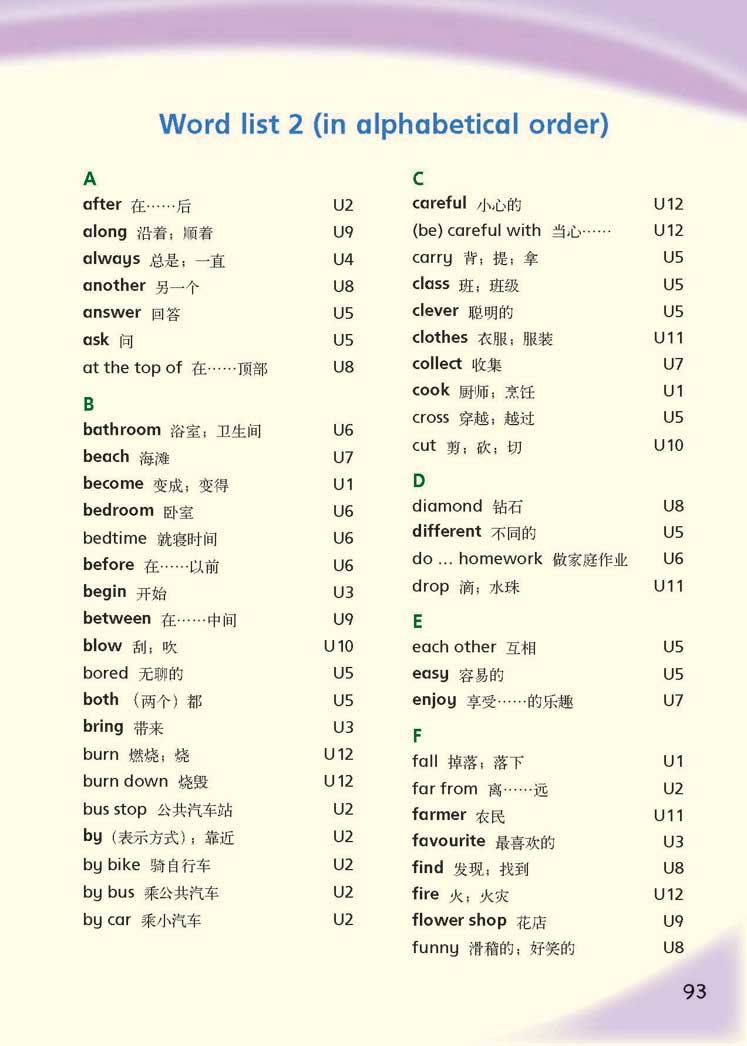 Word list 2 (in alphabetical order)
A
after 在……后 U2
along 沿着；顺着 U9
always 总是；一直 U4
another 另一个 U8
answer 回答 U5
ask 问 U5
at the top of 在……顶部 U8
B
bathroom 浴室；卫生间 U6
beach 海滩 U7
become 变成；变得 U1
bedroom 卧室 U6
bedtime 就寝时间 U6
before 在……以前 U6
begin 开始 U3
between 在……中间 U9
blow 刮；吹 U10
bored 无聊的 U5
both （两个）都 U5
bring 带来 U3
burn 燃烧；烧 U12
burn down 烧毁 U12
bus stop 公共汽车站 U2
by（表示方式）；靠近 U2
by bike 骑自行车 U2
by bus 乘公共汽车 U2
by car 乘小汽车 U2
C
careful 小心的 U12
(be) careful with 当心…… U12
carry 背；提；拿 U5
class 班；班级 U5
clever 聪明的 U5
clothes 衣服；服装 U11
collect 收集 U7
cook 厨师；烹饪 U1
cross 穿越；越过 U5
cut 剪；砍；切 U10
D
diamond 钻石 U8
different 不同的 U5
do … homework 做家庭作业 U6
drop 滴；水珠 U11
E
each other 互相 U5
easy 容易的 U5
enjoy 享受……的乐趣 U7
F
fall 掉落；落下 U1
far from 离……远 U2
farmer 农民 U11
favourite 最喜欢的 U3
find 发现；找到 U8
fire 火；火灾 U12
flower shop 花店 U9
funny 滑稽的；好笑的 U8
93